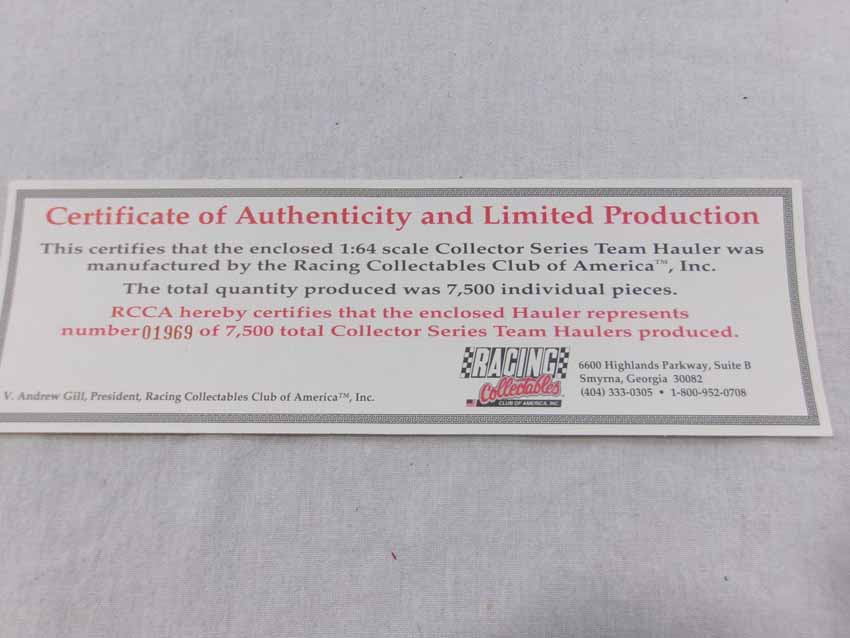 Certificate of Authenticity and Limited Production
This certifies that the enclosed 1:64 scale Collector Series Team Hauler was
manufactured by the Racing Collectables Club of America™, Inc.
The total quantity produced was 7,500 individual pieces.
RCCA hereby certifies that the enclosed Hauler represents
number 01969 of 7,500 total Collector Series Team Haulers produced.
RACING
Collectables
CLUB OF AMERICA, INC.
6600 Highlands Parkway, Suite B
Smyrna, Georgia 30082
(404) 333-0305 • 1-800-952-0708
V. Andrew Gill, President, Racing Collectables Club of America™, Inc.